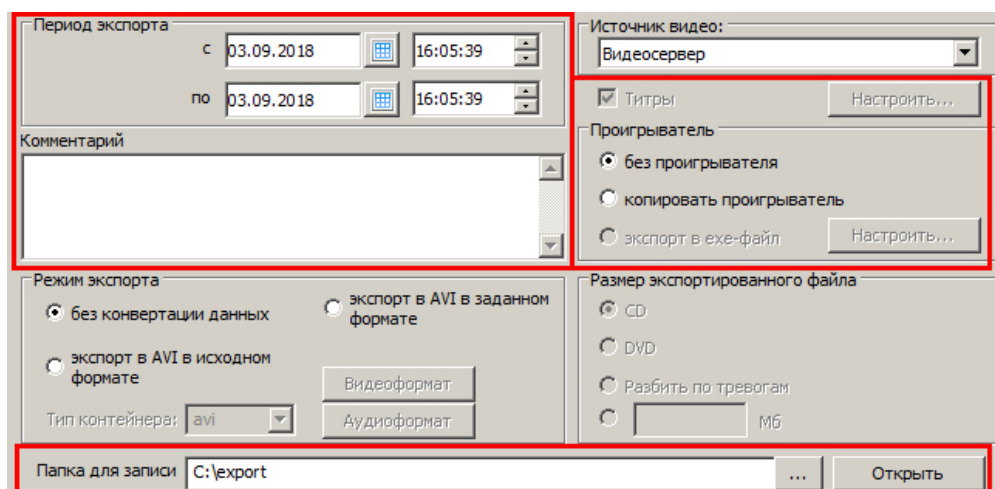 Период экспорта
с 03.09.2018 16:05:39
по 03.09.2018 16:05:39
Комментарий
Источник видео:
Видеосервер
Титры Настроить...
Проигрыватель
без проигрывателя
копировать проигрыватель
экспорт в exe-файл Настроить...
Режим экспорта
без конвертации данных
экспорт в AVI в заданном
формате
экспорт в AVI в исходном
формате
Видеоформат
Тип контейнера: avi Аудиоформат
Размер экспортированного файла
CD
DVD
Разбить по тревогам
Мб
Папка для записи C:\export ... Открыть